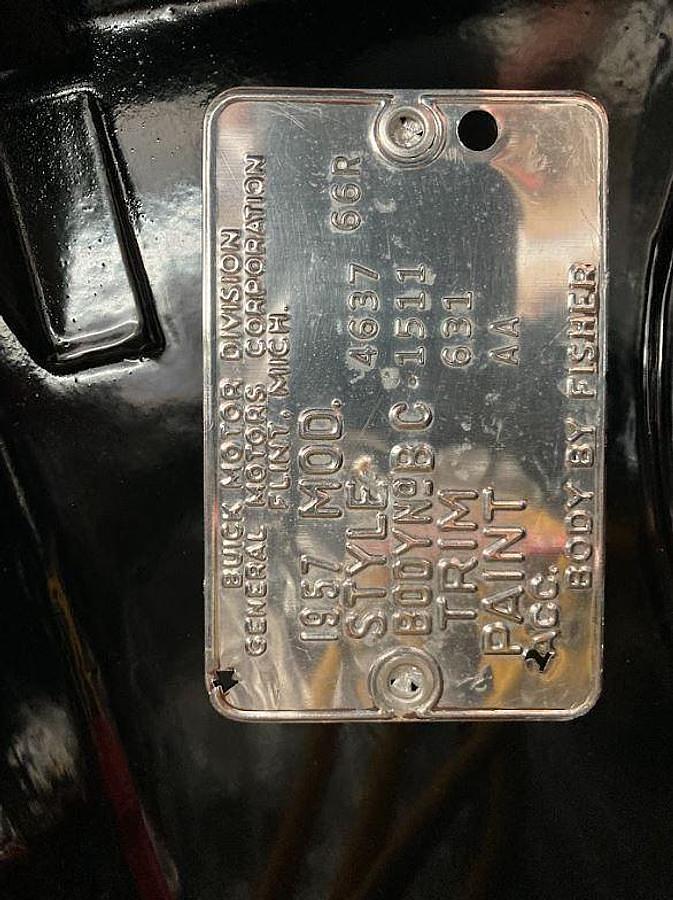 BUICK MOTOR DIVISION
GENERAL MOTORS CORPORATION
FLINT, MICH.
1957 MOD. 66R
STYLE 4637
BODY No BC 1511
TRIM 631
PAINT AA
ACC.
BODY BY FISHER